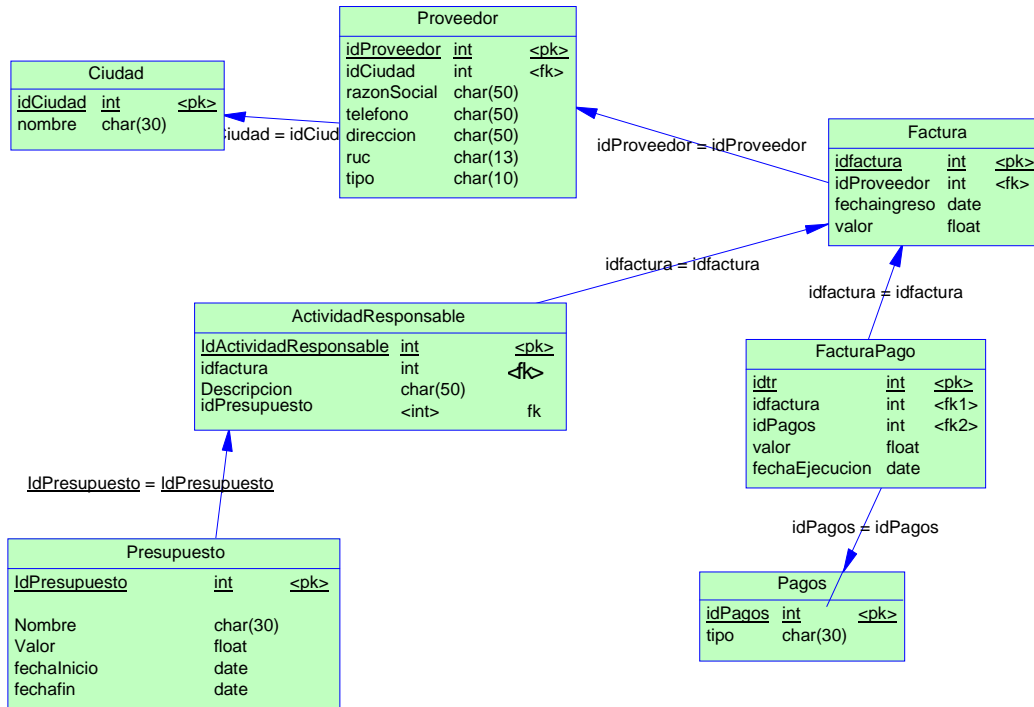 Proveedor
idProveedor int <pk>
idCiudad int <fk>
razonSocial char(50)
telefono char(50)
direccion char(50)
ruc char(13)
tipo char(10)
Ciudad
idCiudad int <pk>
nombre char(30)
= idCiud
idProveedor = idProveedor
Factura
idfactura int <pk>
idProveedor int <fk>
fechaingreso date
valor float
idfactura = idfactura
idfactura = idfactura
ActividadResponsable
IdActividadResponsable int <pk>
idfactura int <fk>
Descripcion char(50)
idPresupuesto <int> fk
FacturaPago
idtr int <pk>
idfactura int <fk1>
idPagos int <fk2>
valor float
fechaEjecucion date
IdPresupuesto = IdPresupuesto
idPagos = idPagos
Presupuesto
IdPresupuesto int <pk>
Nombre char(30)
Valor float
fechaInicio date
fechafin date
Pagos
idPagos int <pk>
tipo char(30)